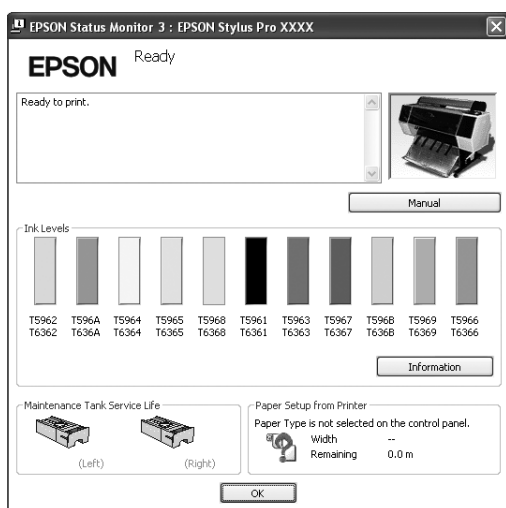 EPSON Status Monitor 3 : EPSON Stylus Pro XXXX
EPSON
Ready
Ready to print.
Manual
Ink Levels
T5962 T596A T5964 T5965 T5968 T5961 T5963 T5967 T596B T5969 T5966
T6362 T636A T6364 T6365 T6368 T6361 T6363 T6367 T636B T6369 T6366
Information
Maintenance Tank Service Life
(Left) (Right)
Paper Setup from Printer
Paper Type is not selected on the control panel.
Width --
Remaining 0.0 m
OK